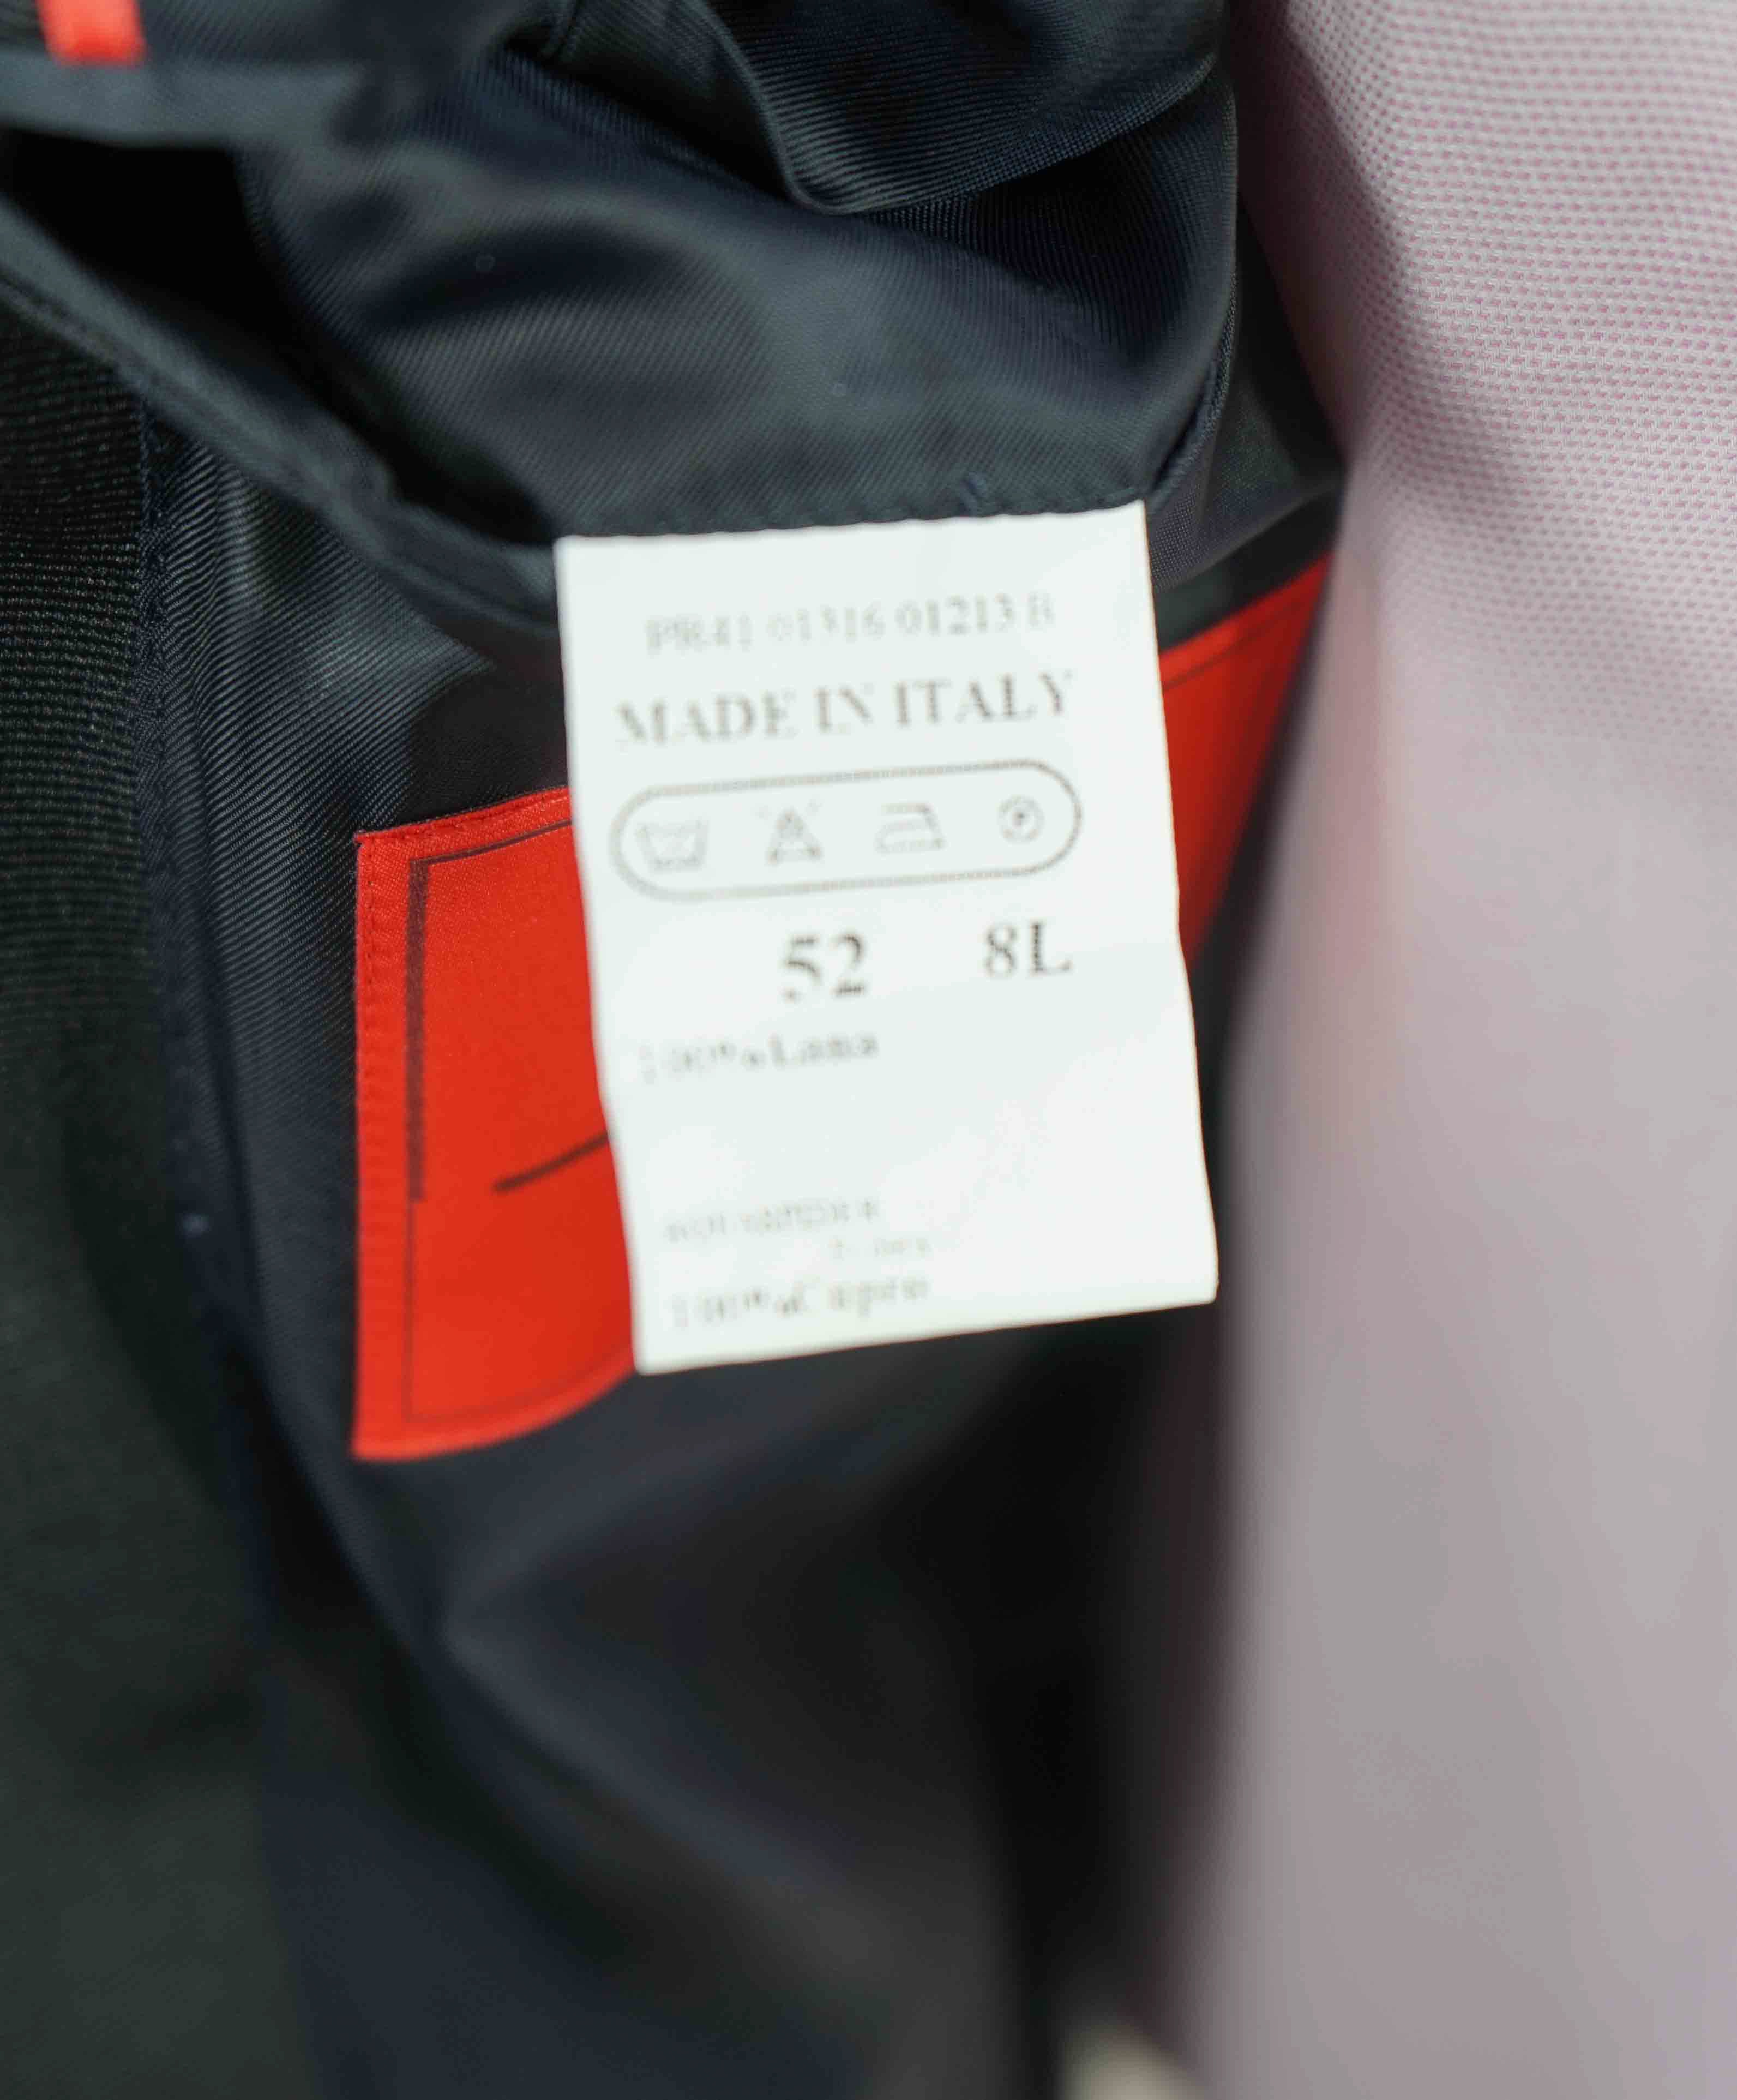 PR41 01316 01213 B
MADE IN ITALY
P
52 8L
100%Lana
100%Cupro